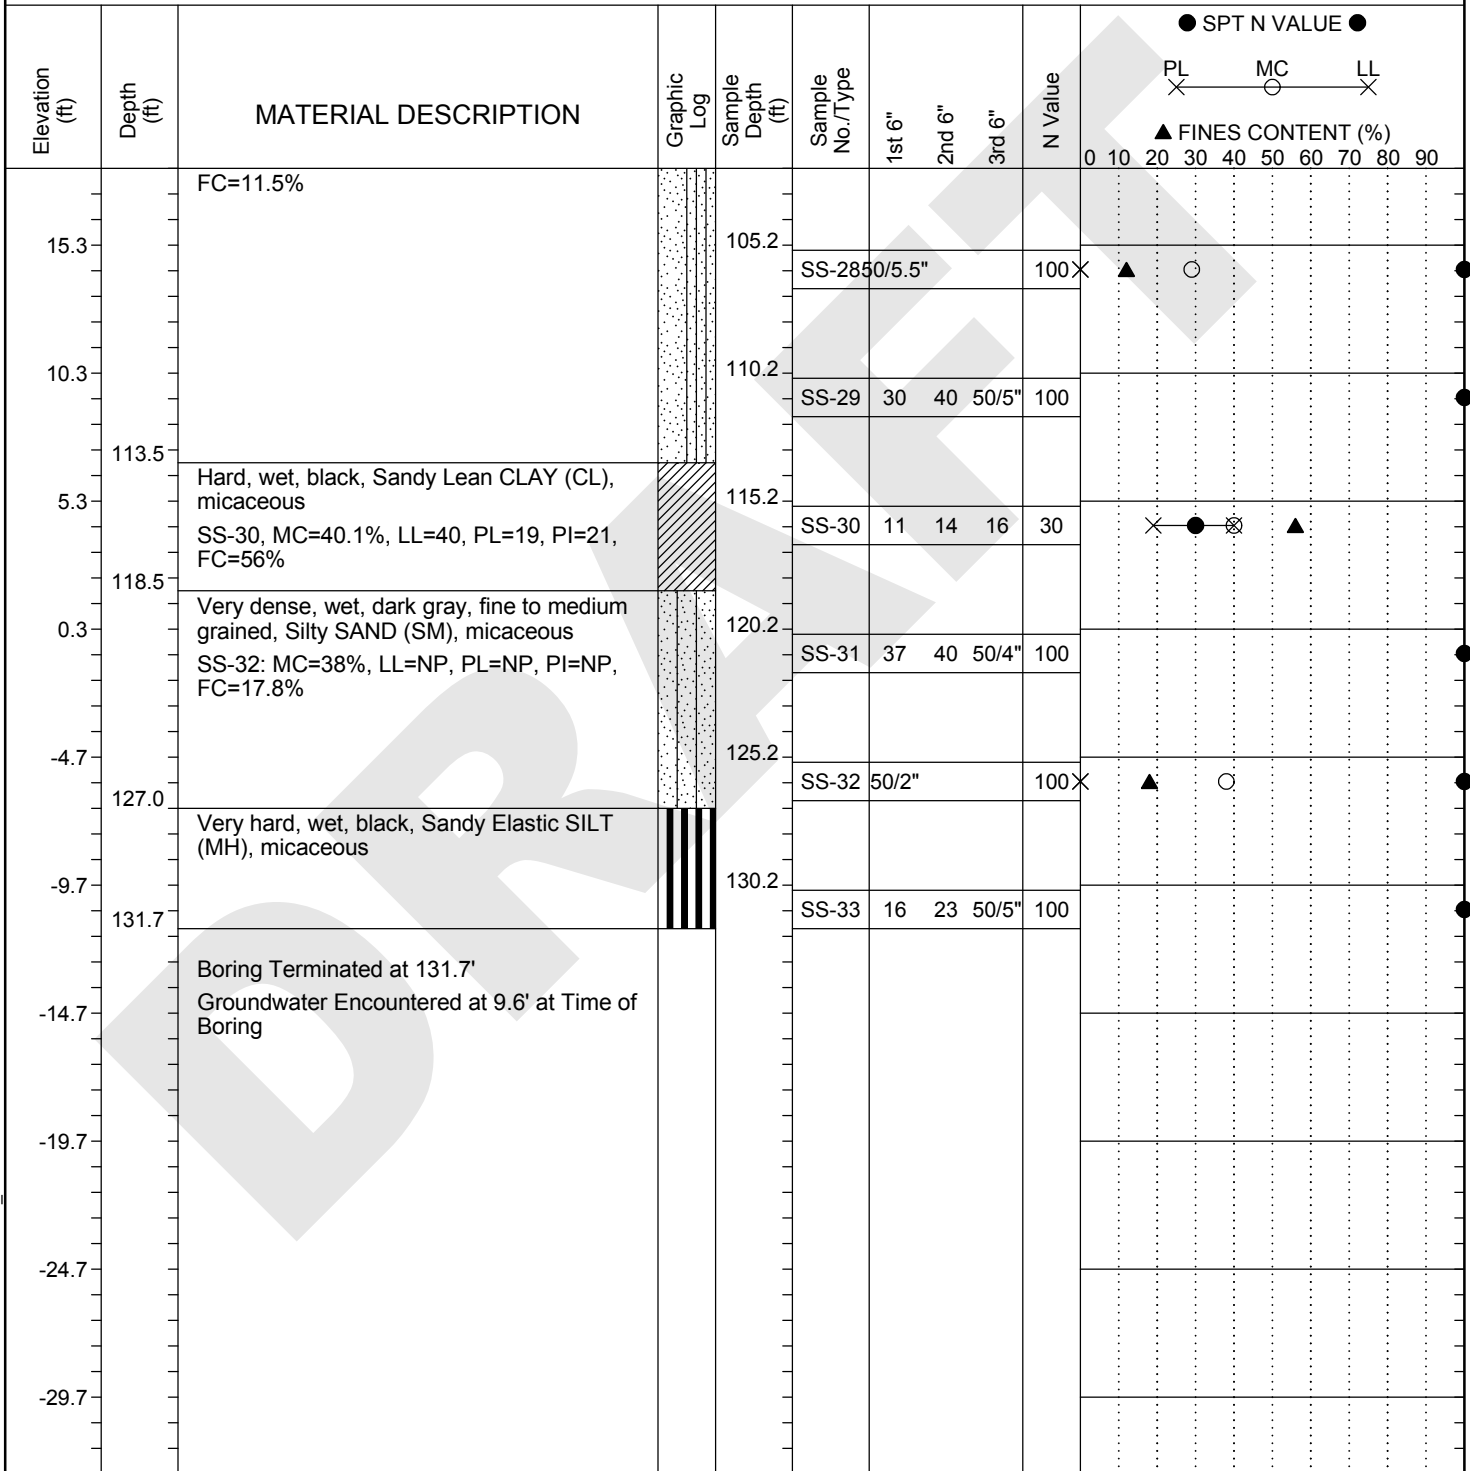 ● SPT N VALUE ●
PL MC LL
▲ FINES CONTENT (%)
0 10 20 30 40 50 60 70 80 90
Elevation
(ft)
Depth
(ft)
MATERIAL DESCRIPTION
Graphic
Log
Sample
Depth
(ft)
Sample
No./Type
1st 6"
2nd 6"
3rd 6"
N Value
FC=11.5%
15.3 105.2
SS-28 50/5.5" 100
10.3 110.2
SS-29 30 40 50/5" 100
113.5
Hard, wet, black, Sandy Lean CLAY (CL),
micaceous
5.3 115.2
SS-30, MC=40.1%, LL=40, PL=19, PI=21,
FC=56%
SS-30 11 14 16 30
118.5
Very dense, wet, dark gray, fine to medium
grained, Silty SAND (SM), micaceous
0.3 120.2
SS-32: MC=38%, LL=NP, PL=NP, PI=NP,
FC=17.8%
SS-31 37 40 50/4" 100
-4.7 125.2
SS-32 50/2" 100
127.0
Very hard, wet, black, Sandy Elastic SILT
(MH), micaceous
-9.7 130.2
SS-33 16 23 50/5" 100
131.7
Boring Terminated at 131.7'
Groundwater Encountered at 9.6' at Time of
Boring
-14.7
-19.7
-24.7
-29.7
DRAFT